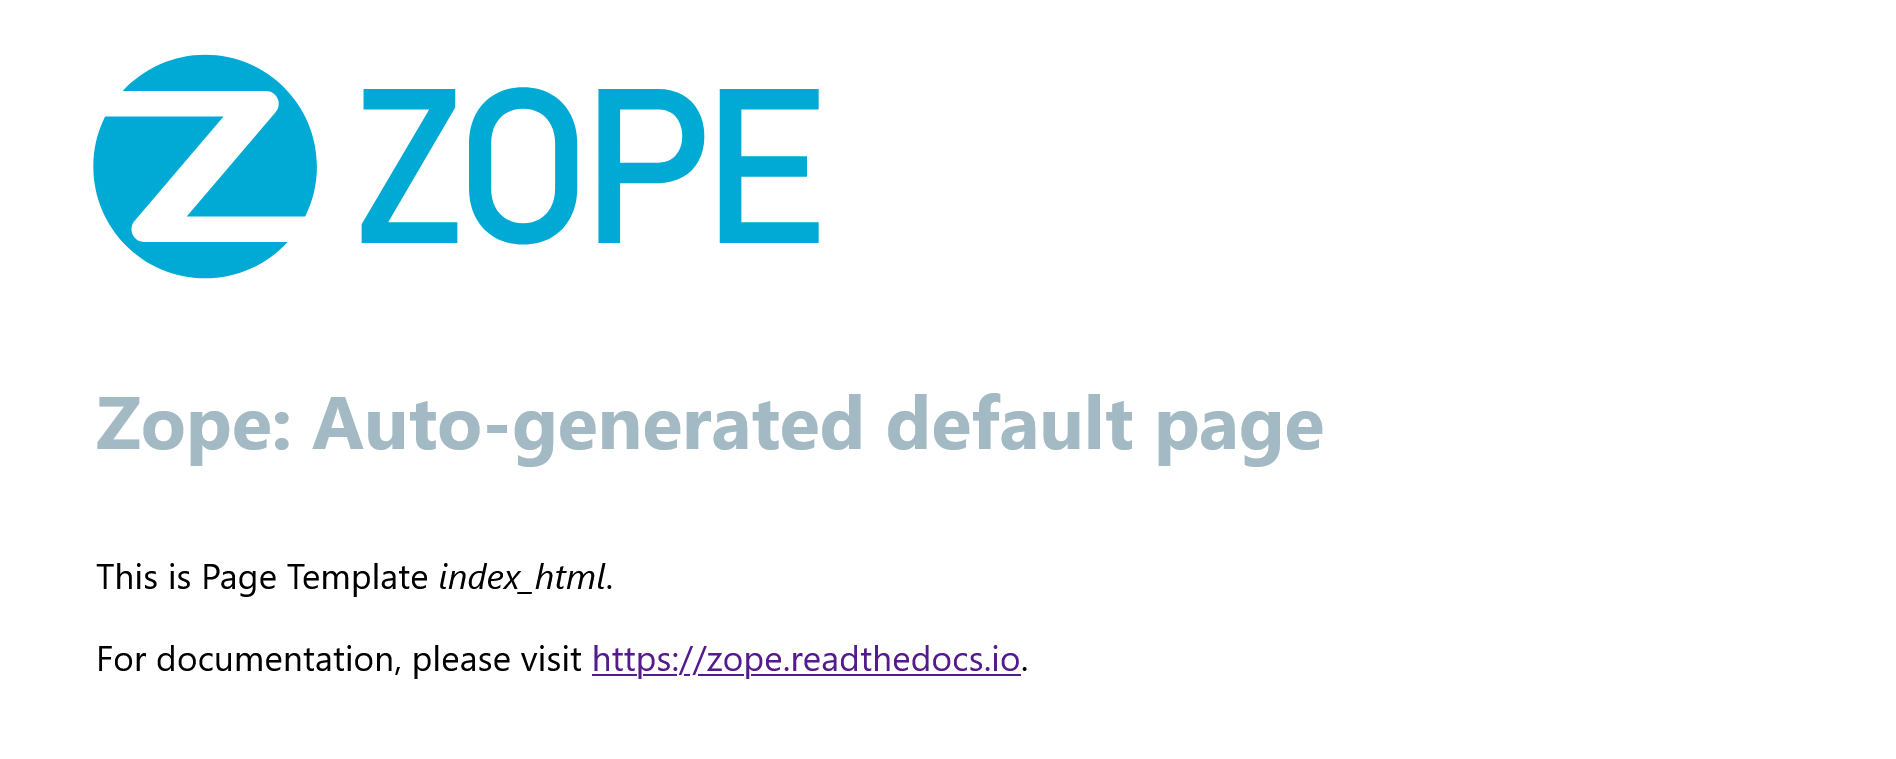 ZOPE
Zope: Auto-generated default page
This is Page Template index_html.
For documentation, please visit https://zope.readthedocs.io.